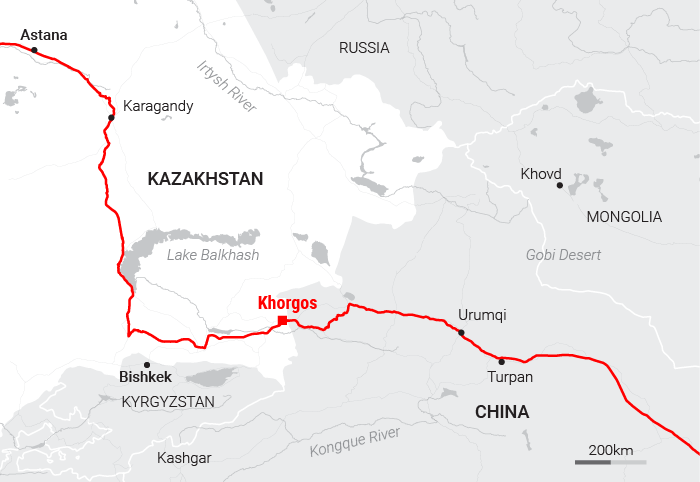 Astana
RUSSIA
Irtysh River
Karagandy
KAZAKHSTAN
Khovd
MONGOLIA
Lake Balkhash
Gobi Desert
Khorgos
Urumqi
Bishkek
Turpan
KYRGYZSTAN
CHINA
Kongque River
Kashgar
200km